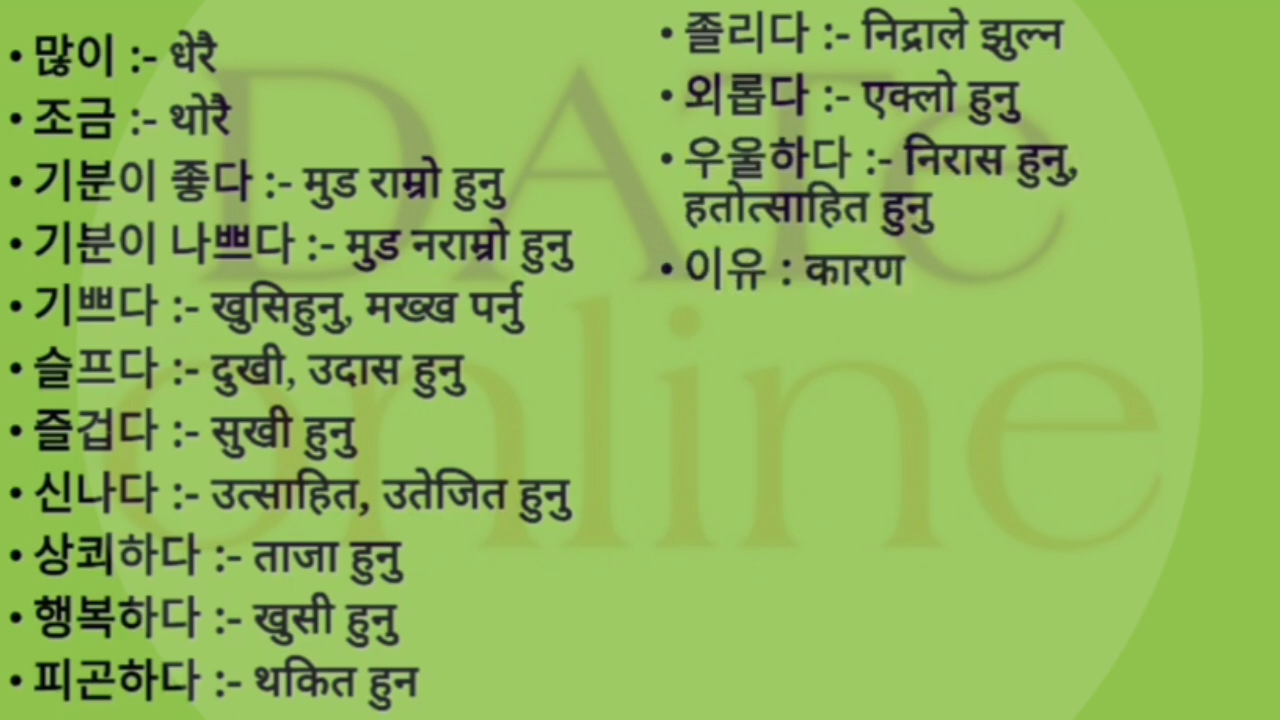 • 많이 :- धेरै
• 조금 :- थोरै
• 기분이 좋다 :- मुड राम्रो हुनु
• 기분이 나쁘다 :- मुड नराम्रो हुनु
• 기쁘다 :- खुसिहुनु, मख्ख पर्नु
• 슬프다 :- दुखी, उदास हुनु
• 즐겁다 :- सुखी हुनु
• 신나다 :- उत्साहित, उतेजित हुनु
• 상쾨하다 :- ताजा हुनु
• 행복하다 :- खुसी हुनु
• 피곤하다 :- थकित हुन
• 졸리다 :- निद्राले झुल्न
• 외롭다 :- एक्लो हुनु
• 우울하다 :- निरास हुनु,
हतोत्साहित हुनु
• 이유 : कारण
DATe
online